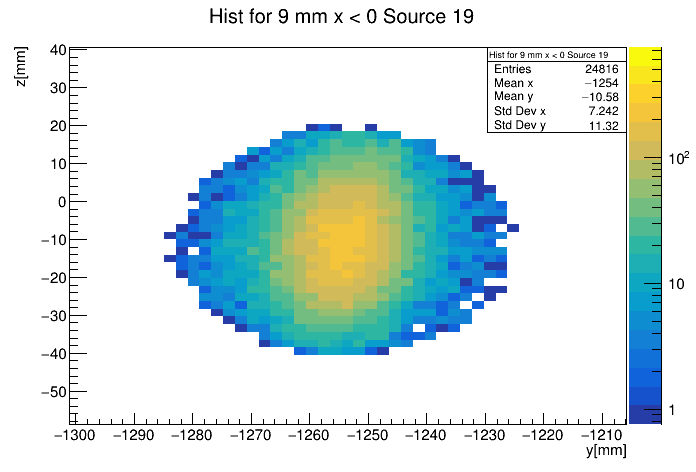 Hist for 9 mm x < 0 Source 19
z[mm]
Hist for 9 mm x < 0 Source 19
Entries 24816
Mean x −1254
Mean y −10.58
Std Dev x 7.242
Std Dev y 11.32
40
30
20
10
0
−10
−20
−30
−40
−50
10²
10
1
−1300 −1290 −1280 −1270 −1260 −1250 −1240 −1230 −1220 −1210
y[mm]